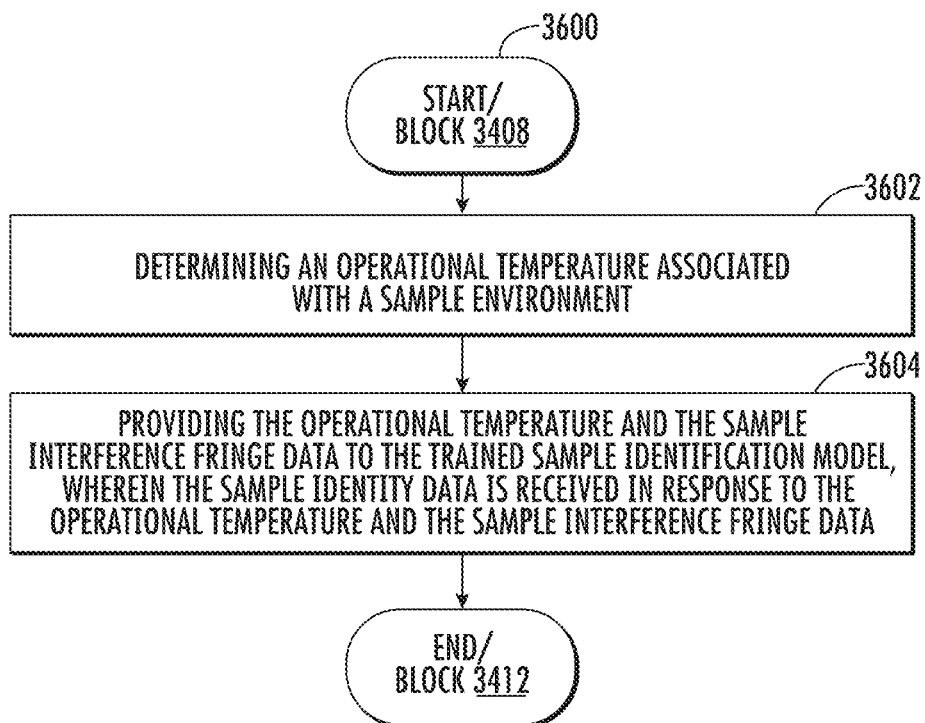 3600
START/
BLOCK 3408
3602
DETERMINING AN OPERATIONAL TEMPERATURE ASSOCIATED
WITH A SAMPLE ENVIRONMENT
3604
PROVIDING THE OPERATIONAL TEMPERATURE AND THE SAMPLE
INTERFERENCE FRINGE DATA TO THE TRAINED SAMPLE IDENTIFICATION MODEL,
WHEREIN THE SAMPLE IDENTITY DATA IS RECEIVED IN RESPONSE TO THE
OPERATIONAL TEMPERATURE AND THE SAMPLE INTERFERENCE FRINGE DATA
END/
BLOCK 3412